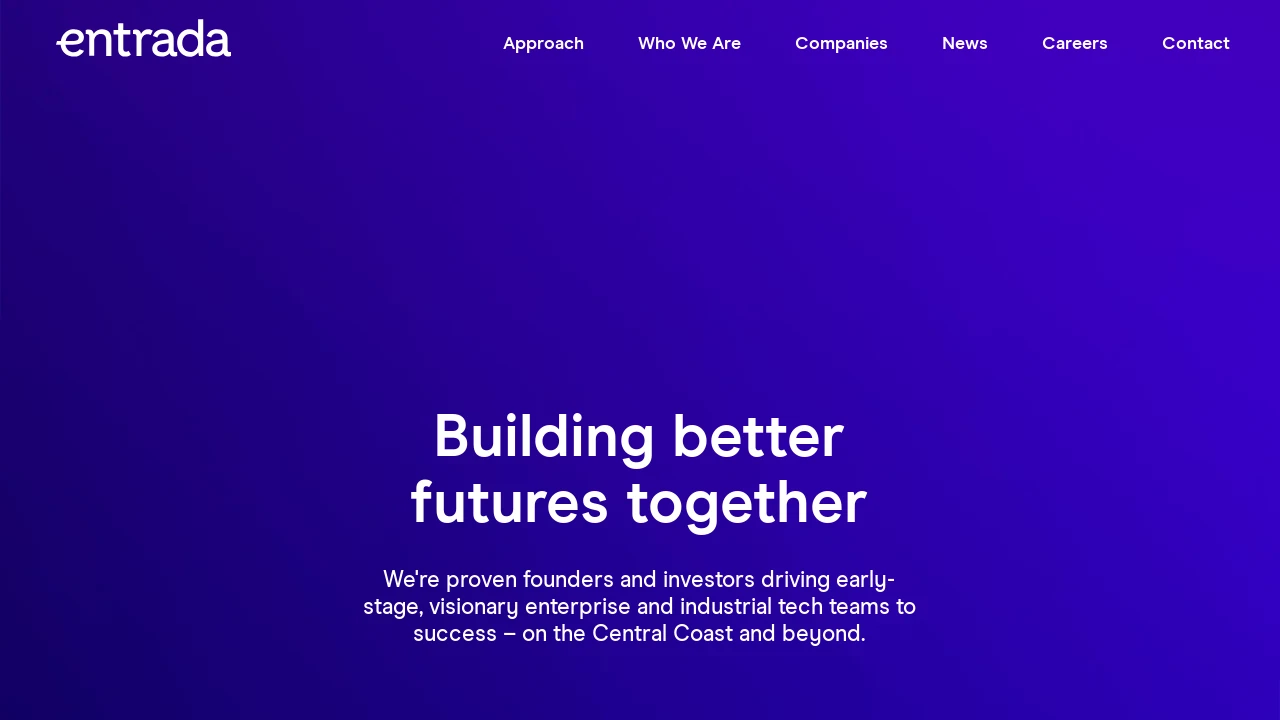 entrada
Approach
Who We Are
Companies
News
Careers
Contact
Building better
futures together
We're proven founders and investors driving early-
stage, visionary enterprise and industrial tech teams to
success – on the Central Coast and beyond.